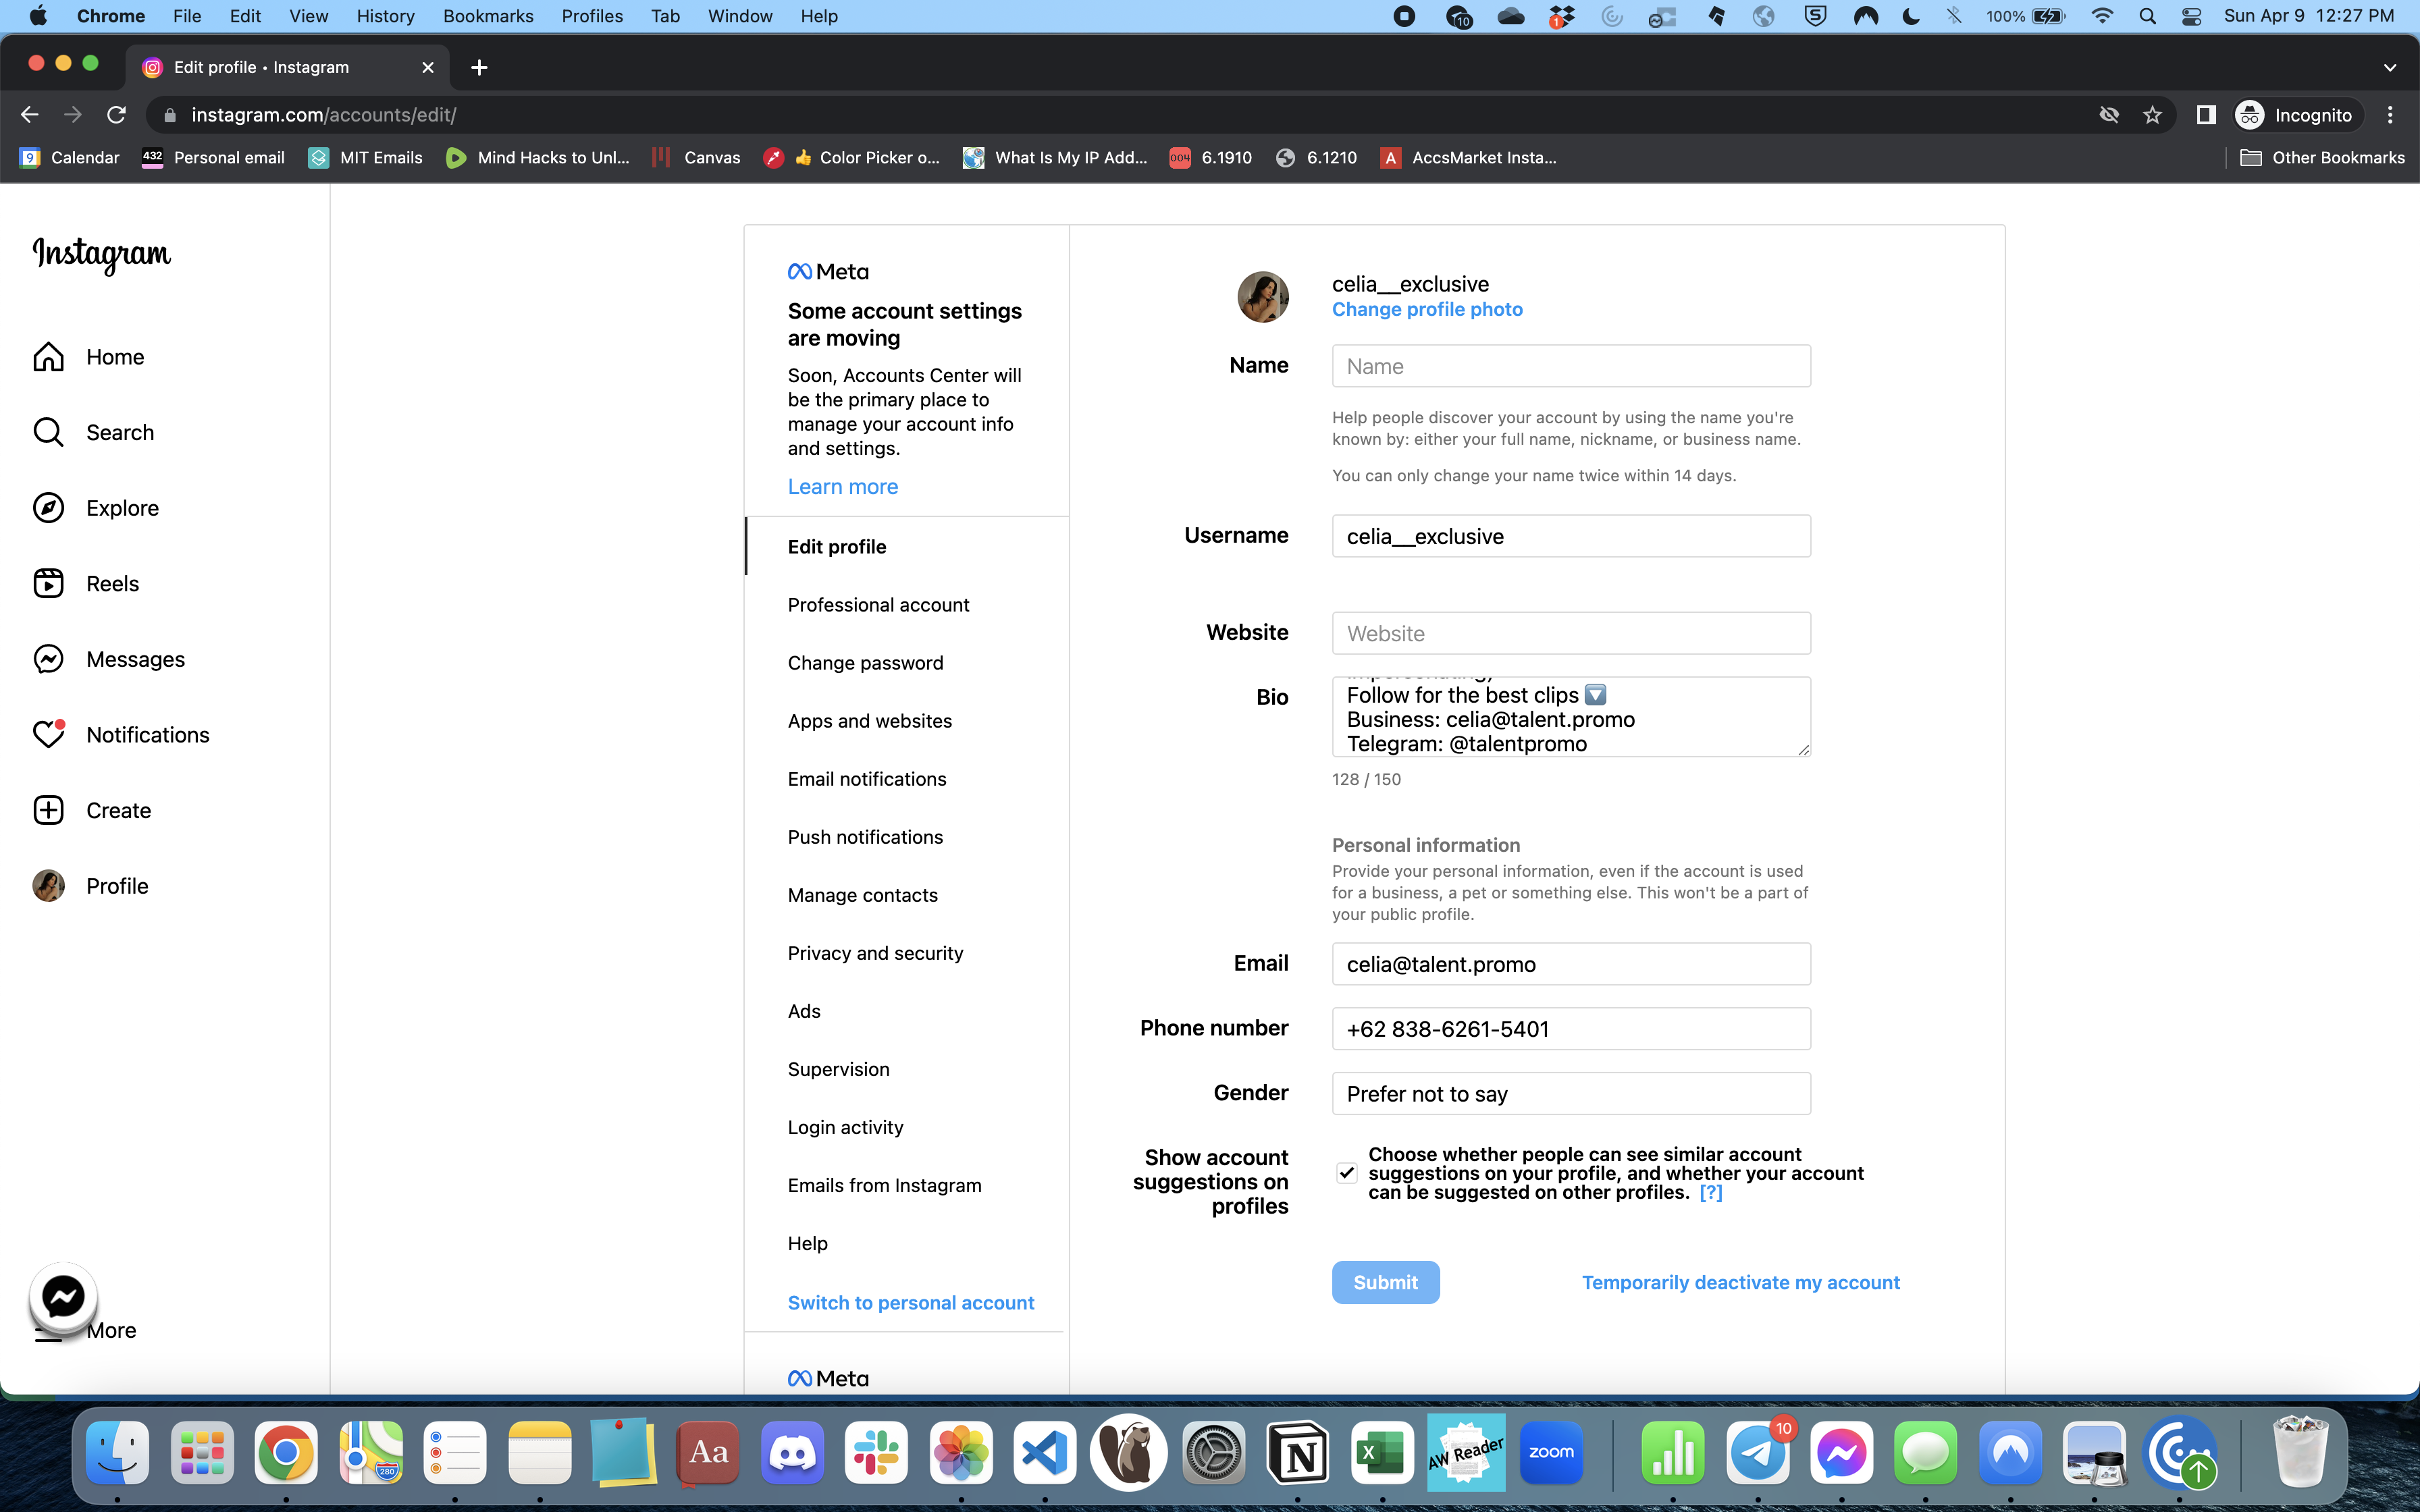 Chrome File Edit View History Bookmarks Profiles Tab Window Help
10
1
100%
Sun Apr 9 12:27 PM
Edit profile • Instagram
instagram.com/accounts/edit/
Incognito
9 Calendar
432 Personal email
MIT Emails
Mind Hacks to Unl...
Canvas
👍 Color Picker o...
What Is My IP Add...
004 6.1910
6.1210
A AccsMarket Insta...
Other Bookmarks
Instagram
Home
Search
Explore
Reels
Messages
Notifications
Create
Profile
More
Meta
Some account settings
are moving
Soon, Accounts Center will
be the primary place to
manage your account info
and settings.
Learn more
Edit profile
Professional account
Change password
Apps and websites
Email notifications
Push notifications
Manage contacts
Privacy and security
Ads
Supervision
Login activity
Emails from Instagram
Help
Switch to personal account
Meta
celia__exclusive
Change profile photo
Name
Name
Help people discover your account by using the name you're
known by: either your full name, nickname, or business name.
You can only change your name twice within 14 days.
Username
celia__exclusive
Website
Website
Bio
Follow for the best clips 🔽
Business: celia@talent.promo
Telegram: @talentpromo
128 / 150
Personal information
Provide your personal information, even if the account is used
for a business, a pet or something else. This won't be a part of
your public profile.
Email
celia@talent.promo
Phone number
+62 838-6261-5401
Gender
Prefer not to say
Show account
suggestions on
profiles
Choose whether people can see similar account
suggestions on your profile, and whether your account
can be suggested on other profiles. [?]
Submit
Temporarily deactivate my account
280
Aa
N
X
AW Reader
zoom
10